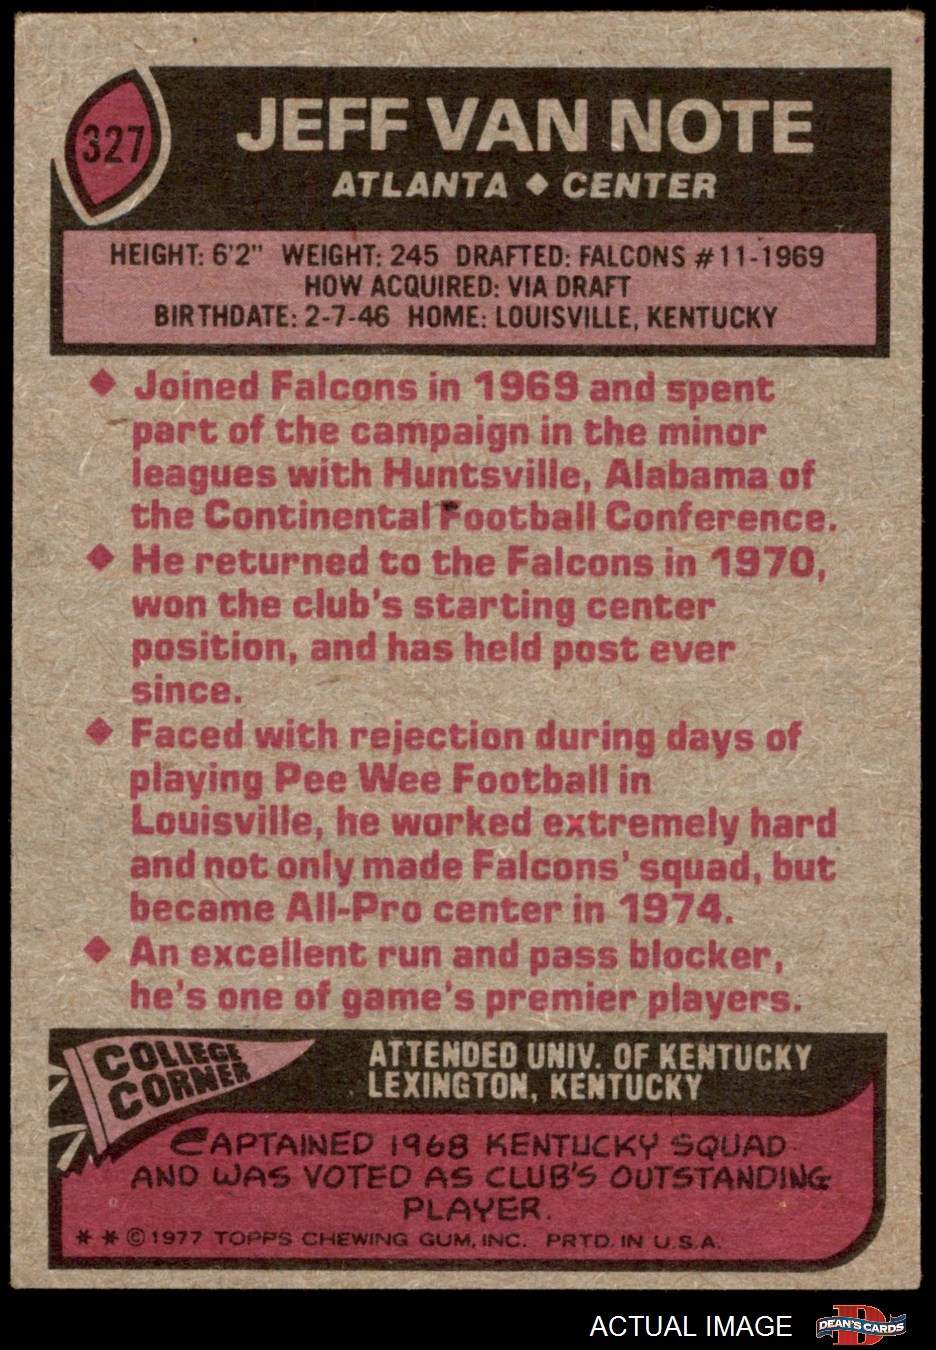 327
JEFF VAN NOTE
ATLANTA ◆ CENTER
HEIGHT: 6'2" WEIGHT: 245 DRAFTED: FALCONS #11-1969
HOW ACQUIRED: VIA DRAFT
BIRTHDATE: 2-7-46 HOME: LOUISVILLE, KENTUCKY
◆ Joined Falcons in 1969 and spent
part of the campaign in the minor
leagues with Huntsville, Alabama of
the Continental Football Conference.
◆ He returned to the Falcons in 1970,
won the club's starting center
position, and has held post ever
since.
◆ Faced with rejection during days of
playing Pee Wee Football in
Louisville, he worked extremely hard
and not only made Falcons' squad, but
became All-Pro center in 1974.
◆ An excellent run and pass blocker,
he's one of game's premier players.
COLLEGE
CORNER
ATTENDED UNIV. OF KENTUCKY
LEXINGTON, KENTUCKY
CAPTAINED 1968 KENTUCKY SQUAD
AND WAS VOTED AS CLUB'S OUTSTANDING
PLAYER.
* * © 1977 TOPPS CHEWING GUM, INC. PRTD. IN U.S.A.
ACTUAL IMAGE
D
DEAN'S CARDS